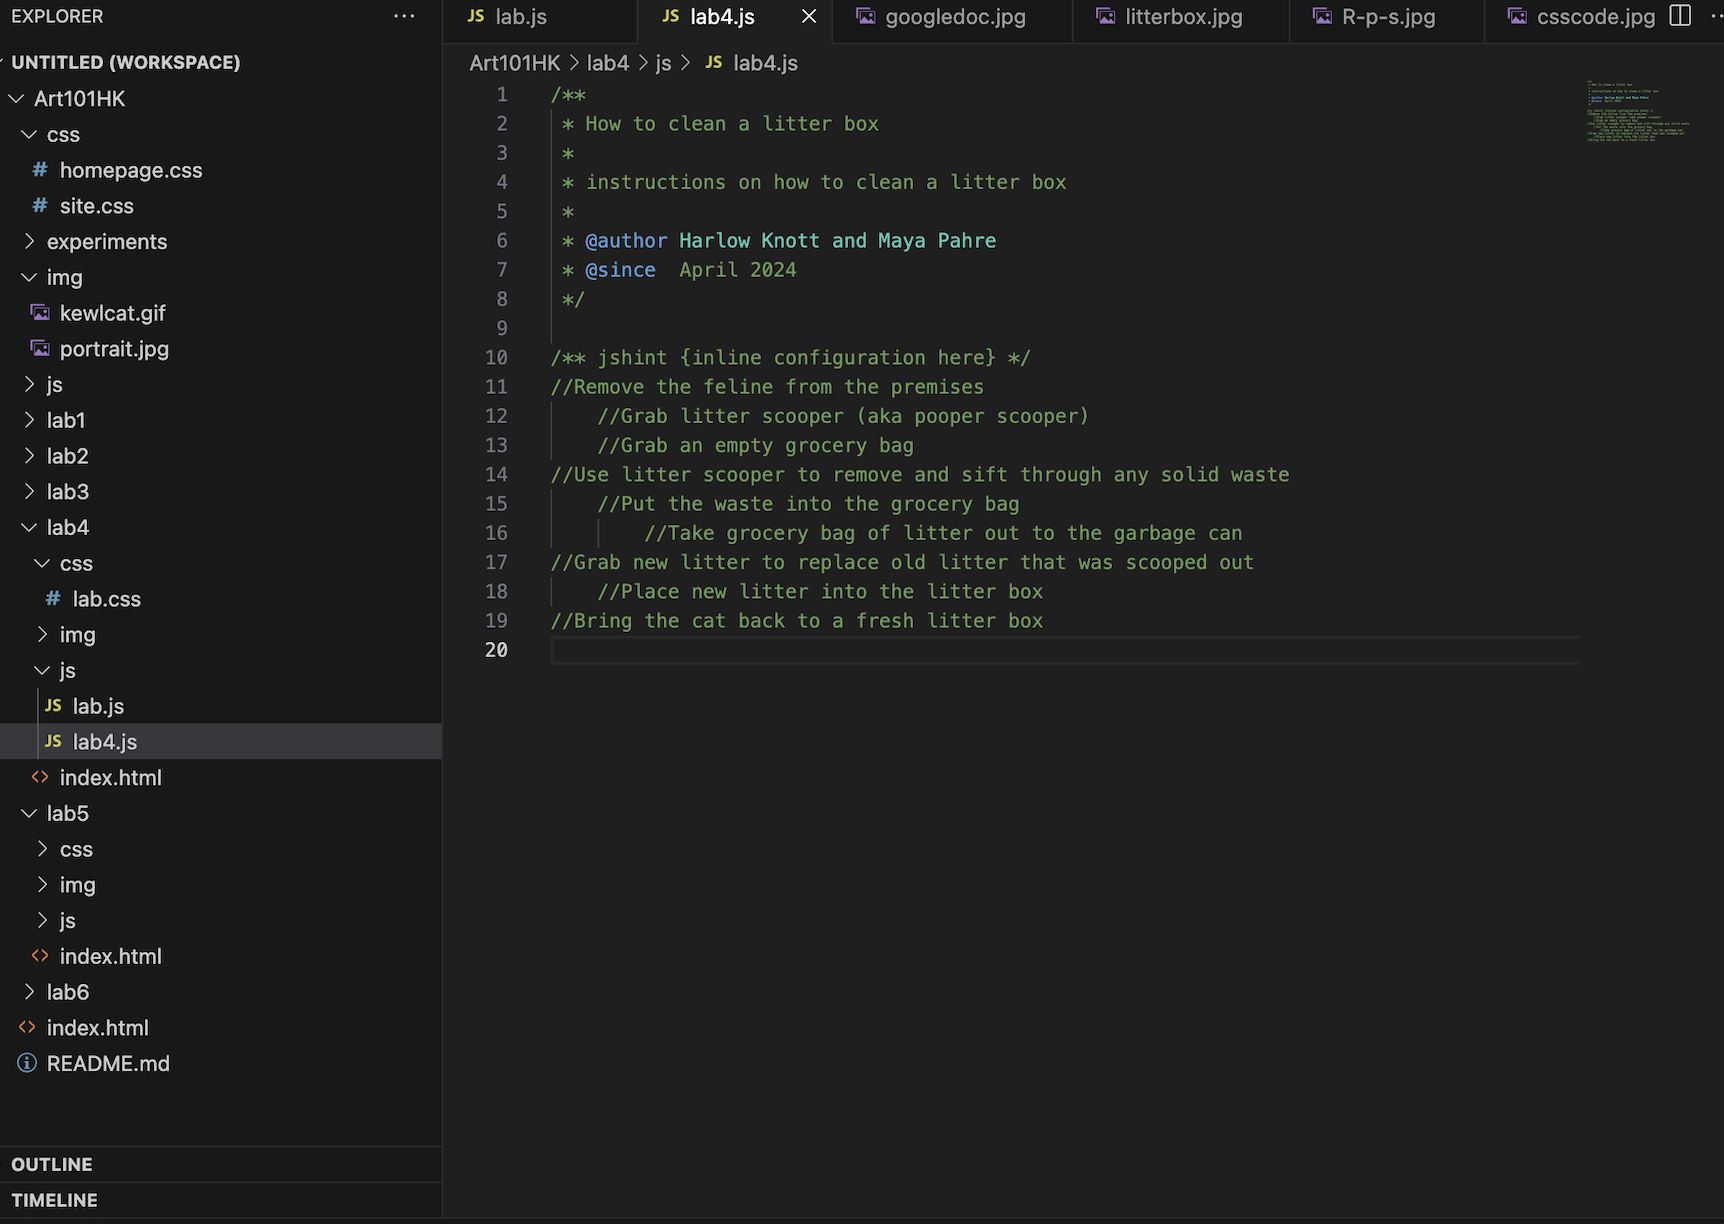 EXPLORER
···
UNTITLED (WORKSPACE)
Art101HK
css
# homepage.css
# site.css
experiments
img
kewlcat.gif
portrait.jpg
js
lab1
lab2
lab3
lab4
css
# lab.css
img
js
JS lab.js
JS lab4.js
<> index.html
lab5
css
img
js
<> index.html
lab6
<> index.html
README.md
OUTLINE
TIMELINE
JS lab.js
JS lab4.js
googledoc.jpg
litterbox.jpg
R-p-s.jpg
csscode.jpg
Art101HK > lab4 > js > JS lab4.js
1 /**
2 * How to clean a litter box
3 *
4 * instructions on how to clean a litter box
5 *
6 * @author Harlow Knott and Maya Pahre
7 * @since  April 2024
8 */
9
10 /** jshint {inline configuration here} */
11 //Remove the feline from the premises
12     //Grab litter scooper (aka pooper scooper)
13     //Grab an empty grocery bag
14 //Use litter scooper to remove and sift through any solid waste
15     //Put the waste into the grocery bag
16         //Take grocery bag of litter out to the garbage can
17 //Grab new litter to replace old litter that was scooped out
18     //Place new litter into the litter box
19 //Bring the cat back to a fresh litter box
20